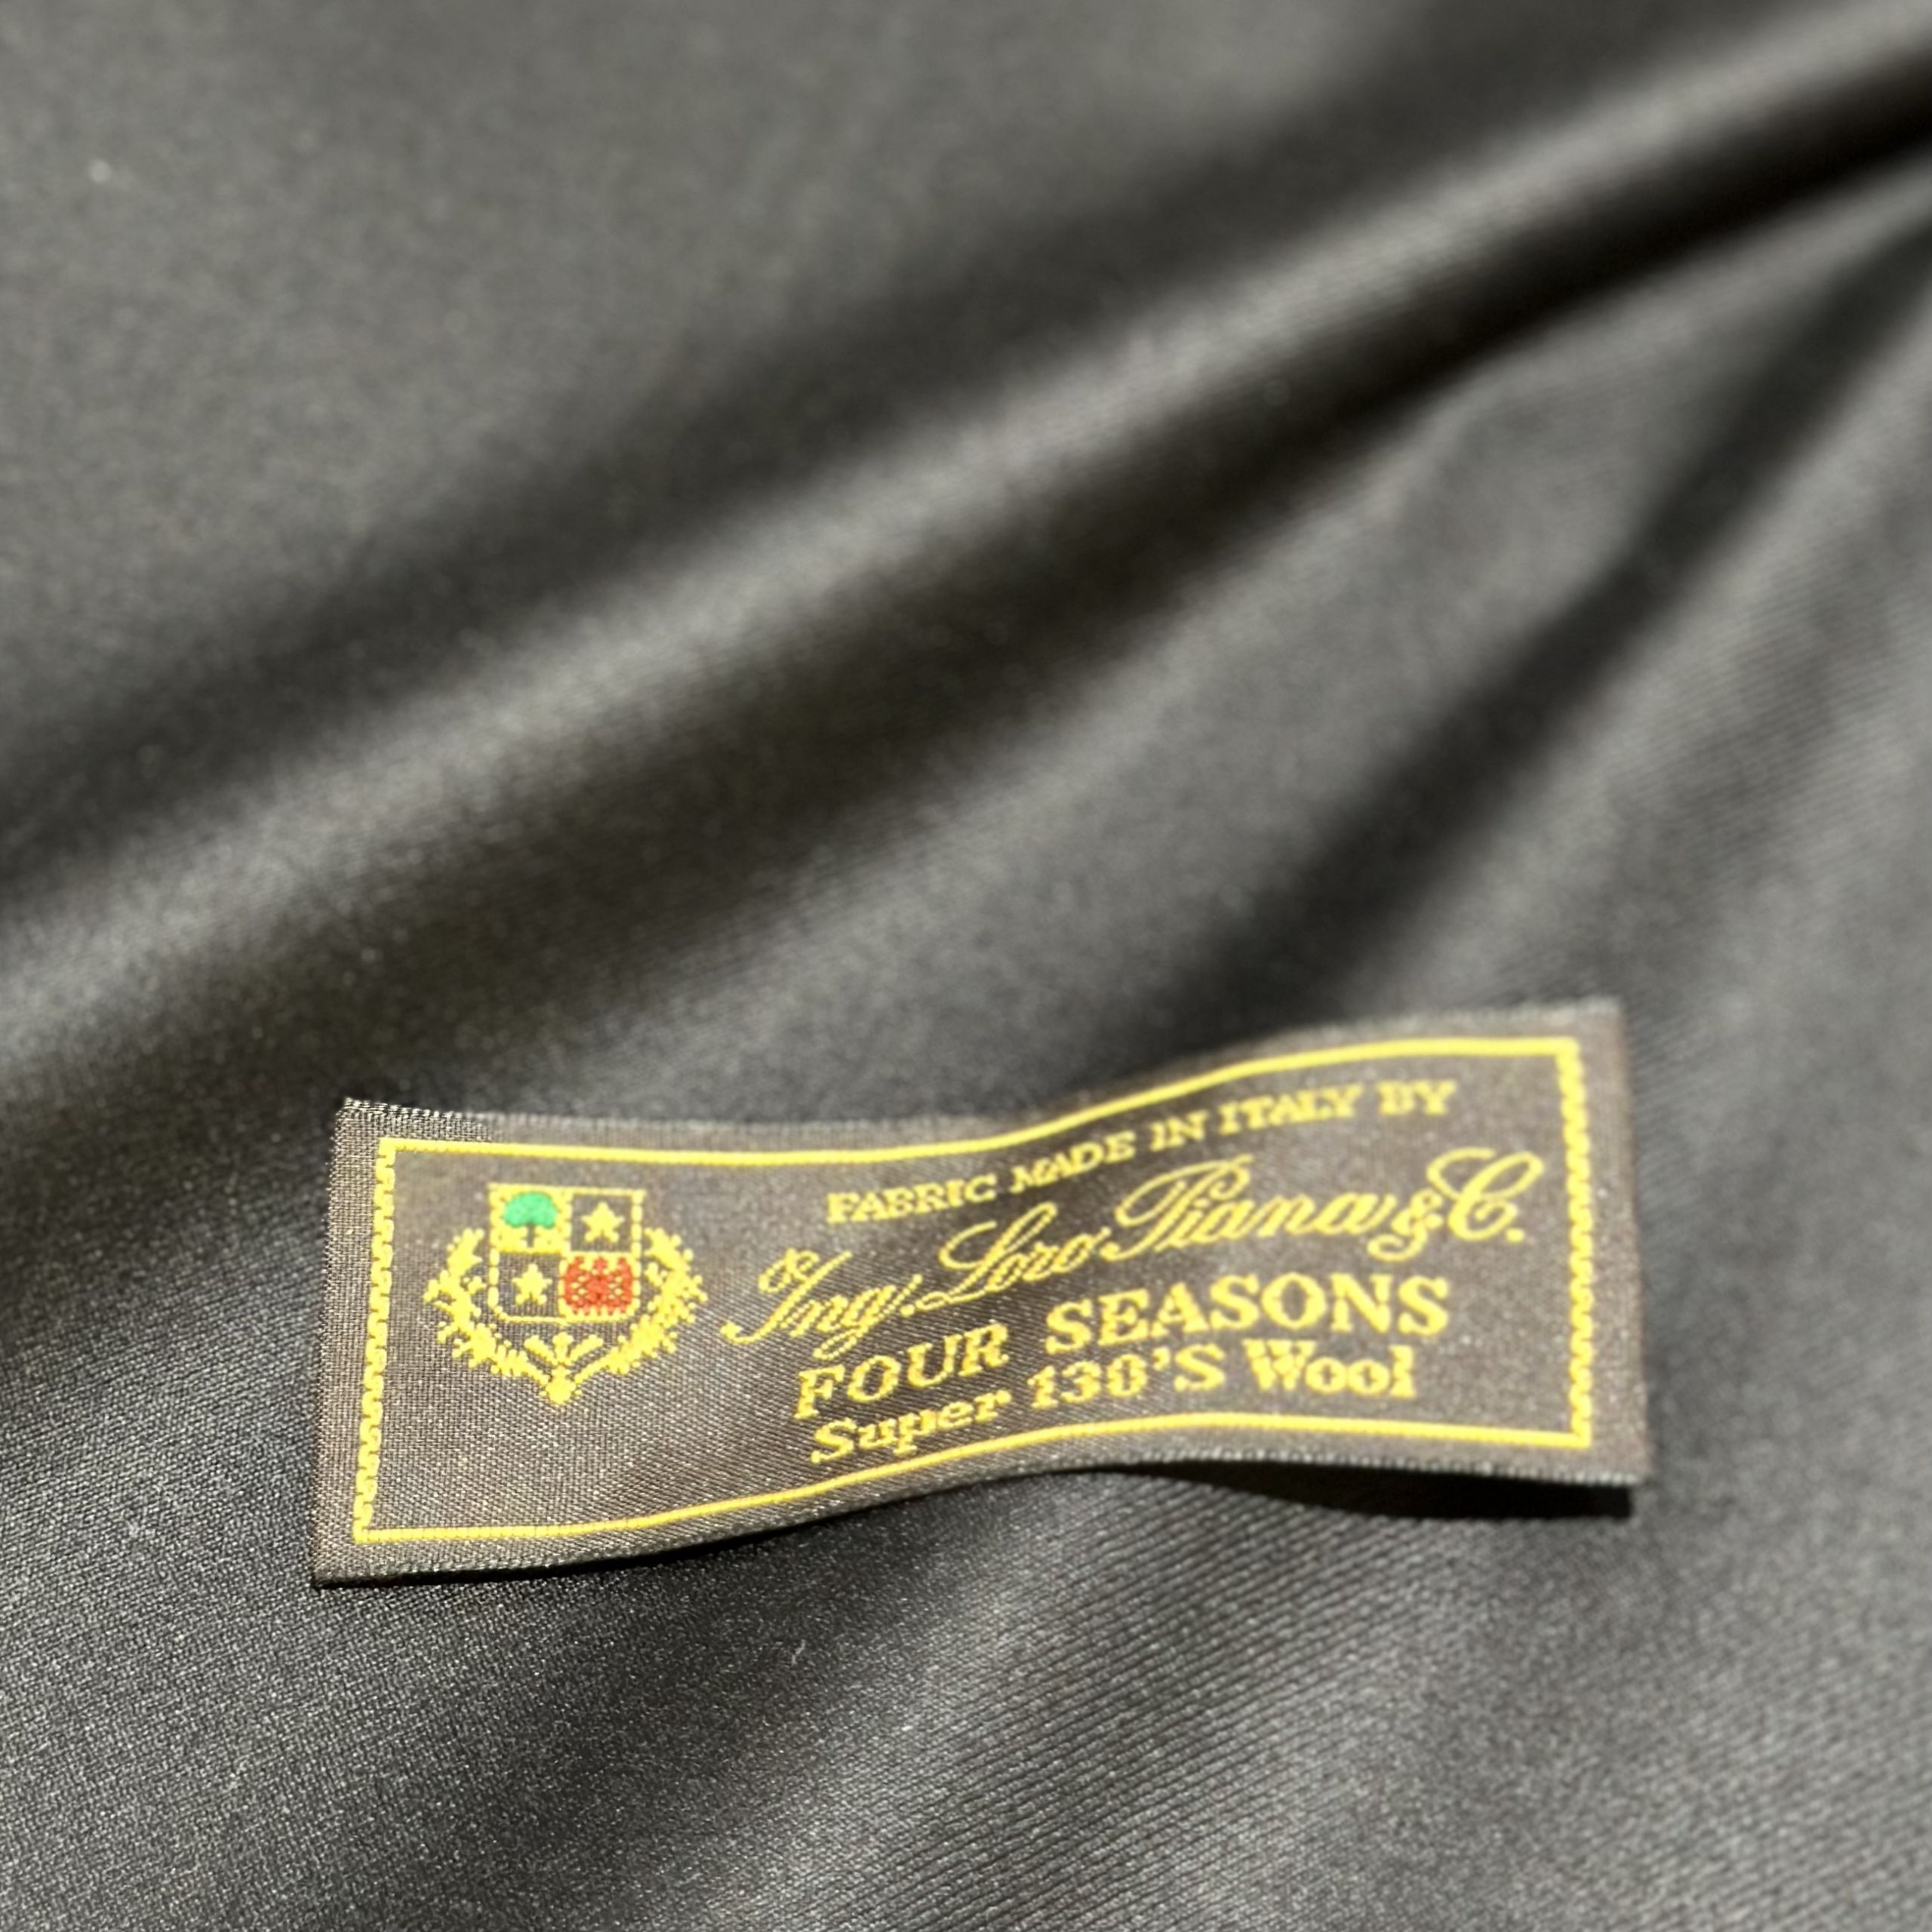 FABRIC MADE IN ITALY BY
Ing. Loro Piana & C.
FOUR SEASONS
Super 130'S Wool